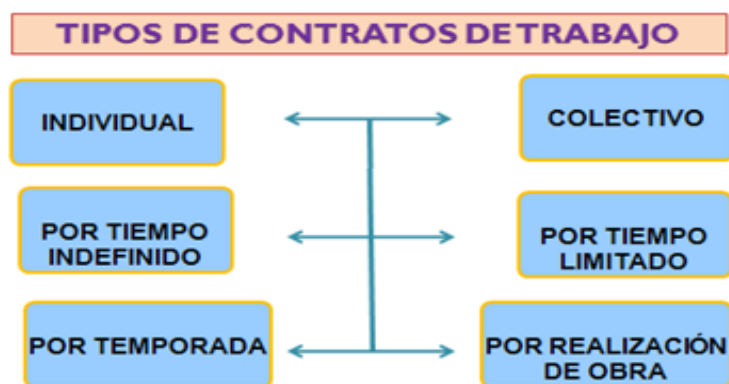 TIPOS DE CONTRATOS DE TRABAJO
INDIVIDUAL
COLECTIVO
POR TIEMPO
INDEFINIDO
POR TIEMPO
LIMITADO
POR TEMPORADA
POR REALIZACIÓN
DE OBRA